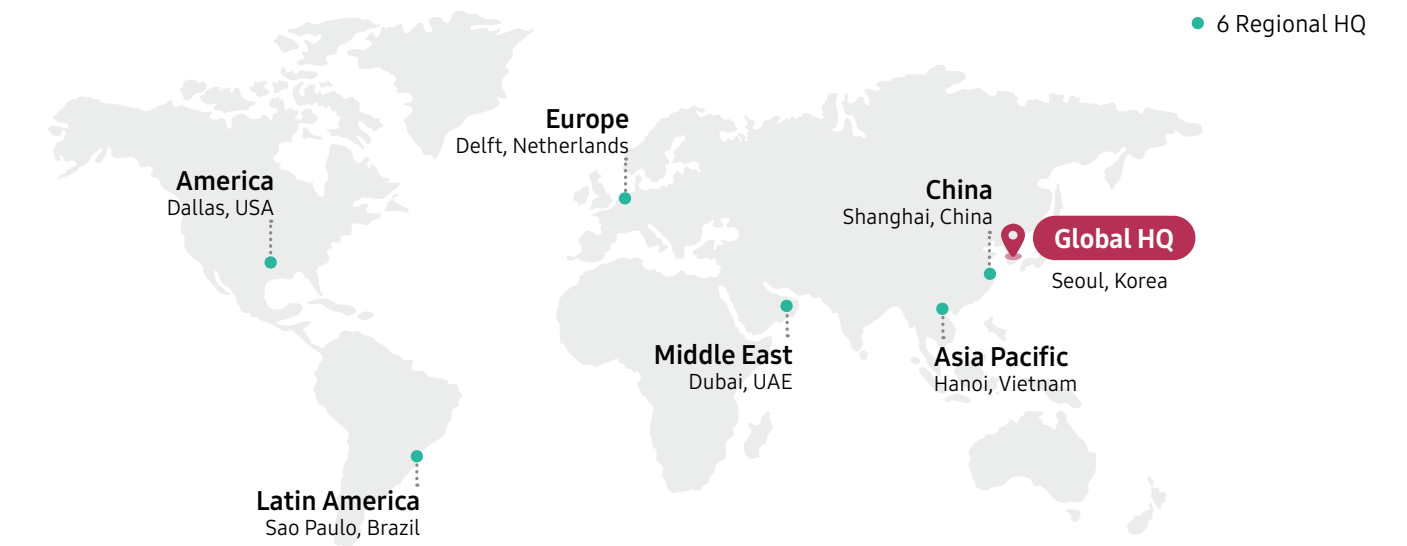 6 Regional HQ
Europe
Delft, Netherlands
America
Dallas, USA
China
Shanghai, China
Global HQ
Seoul, Korea
Middle East
Dubai, UAE
Asia Pacific
Hanoi, Vietnam
Latin America
Sao Paulo, Brazil